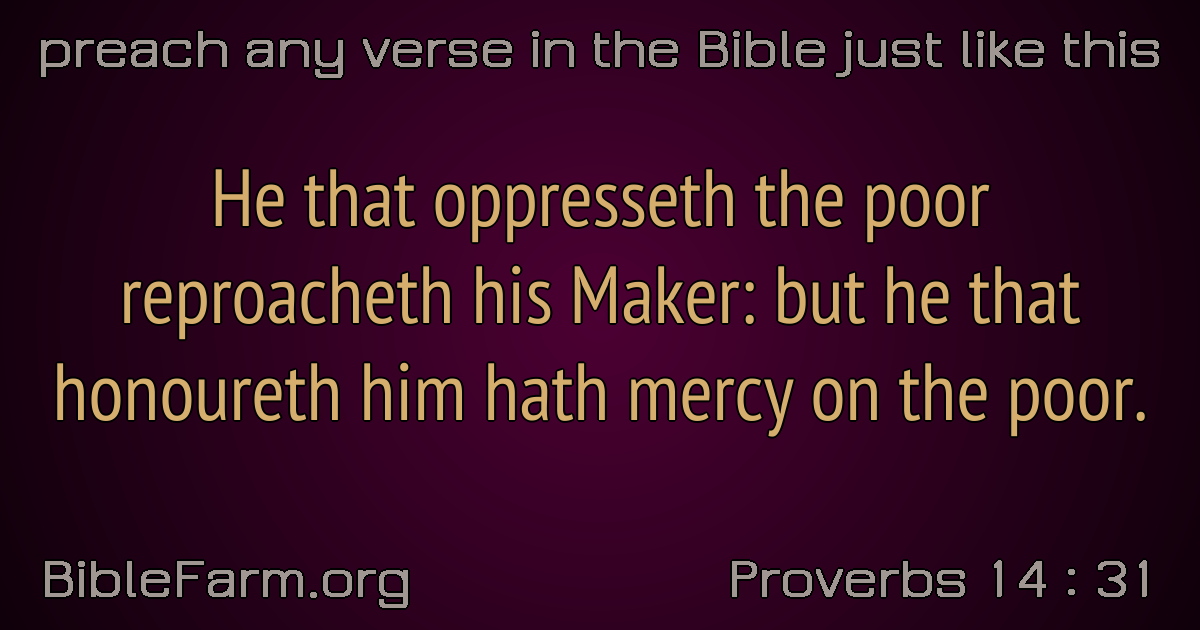 preach any verse in the Bible just like this
He that oppresseth the poor
reproacheth his Maker: but he that
honoureth him hath mercy on the poor.
BibleFarm.org
Proverbs 14 : 31